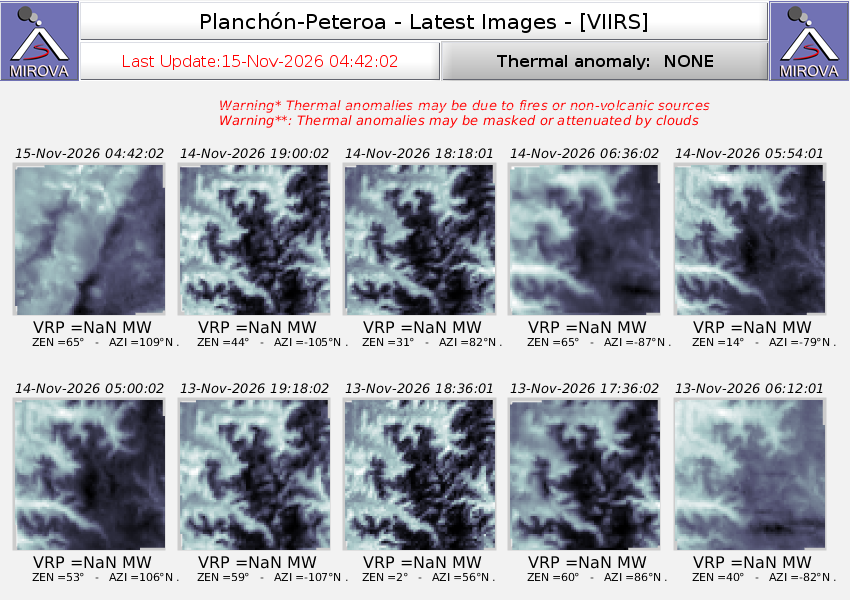 Planchón-Peteroa - Latest Images - [VIIRS]
MIROVA
Last Update:15-Nov-2026 04:42:02
Thermal anomaly: NONE
MIROVA
Warning* Thermal anomalies may be due to fires or non-volcanic sources
Warning**: Thermal anomalies may be masked or attenuated by clouds
15-Nov-2026 04:42:02 14-Nov-2026 19:00:02 14-Nov-2026 18:18:01 14-Nov-2026 06:36:02 14-Nov-2026 05:54:01
VRP =NaN MW VRP =NaN MW VRP =NaN MW VRP =NaN MW VRP =NaN MW
ZEN =65° - AZI =109°N . ZEN =44° - AZI =-105°N . ZEN =31° - AZI =82°N . ZEN =65° - AZI =-87°N . ZEN =14° - AZI =-79°N .
14-Nov-2026 05:00:02 13-Nov-2026 19:18:02 13-Nov-2026 18:36:01 13-Nov-2026 17:36:02 13-Nov-2026 06:12:01
VRP =NaN MW VRP =NaN MW VRP =NaN MW VRP =NaN MW VRP =NaN MW
ZEN =53° - AZI =106°N . ZEN =59° - AZI =-107°N . ZEN =2° - AZI =56°N . ZEN =60° - AZI =86°N . ZEN =40° - AZI =-82°N .